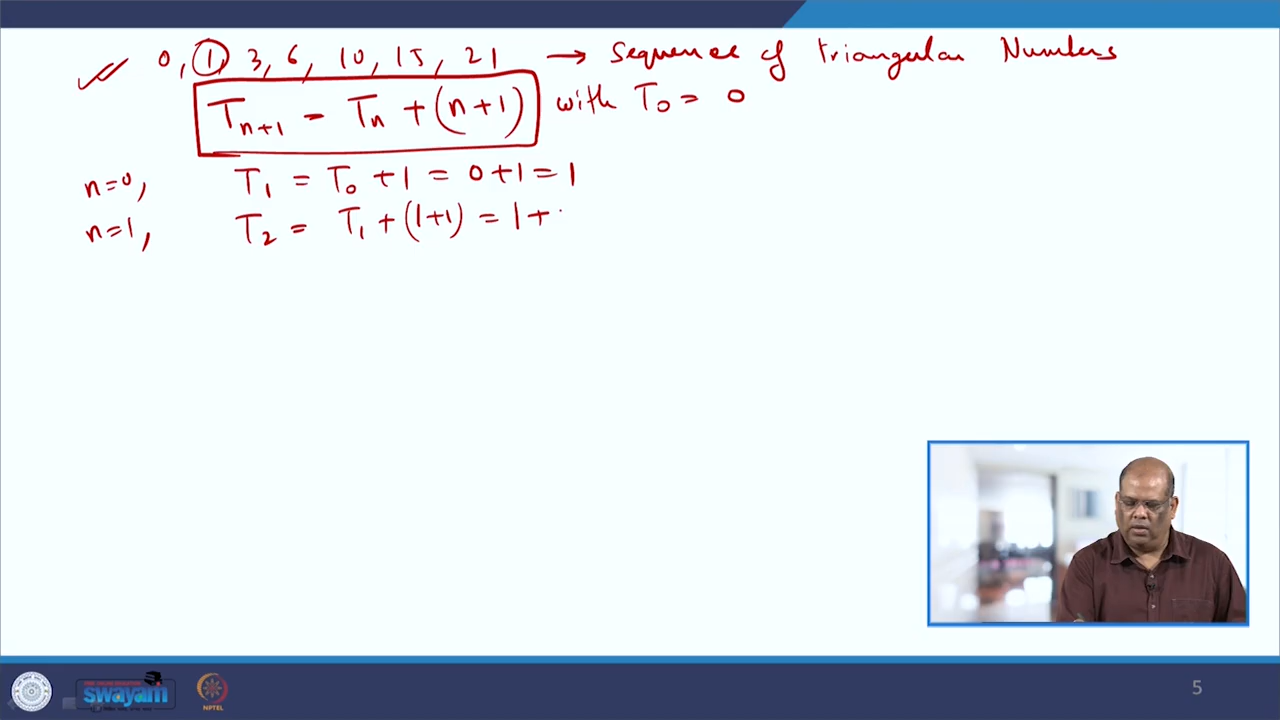 0, 1, 3, 6, 10, 15, 21 → Sequence of triangular Numbers
Tₙ₊₁ = Tₙ + (n+1) with T₀ = 0
n=0, T₁ = T₀ + 1 = 0+1 = 1
n=1, T₂ = T₁ + (1+1) = 1+
swayam
NPTEL
5